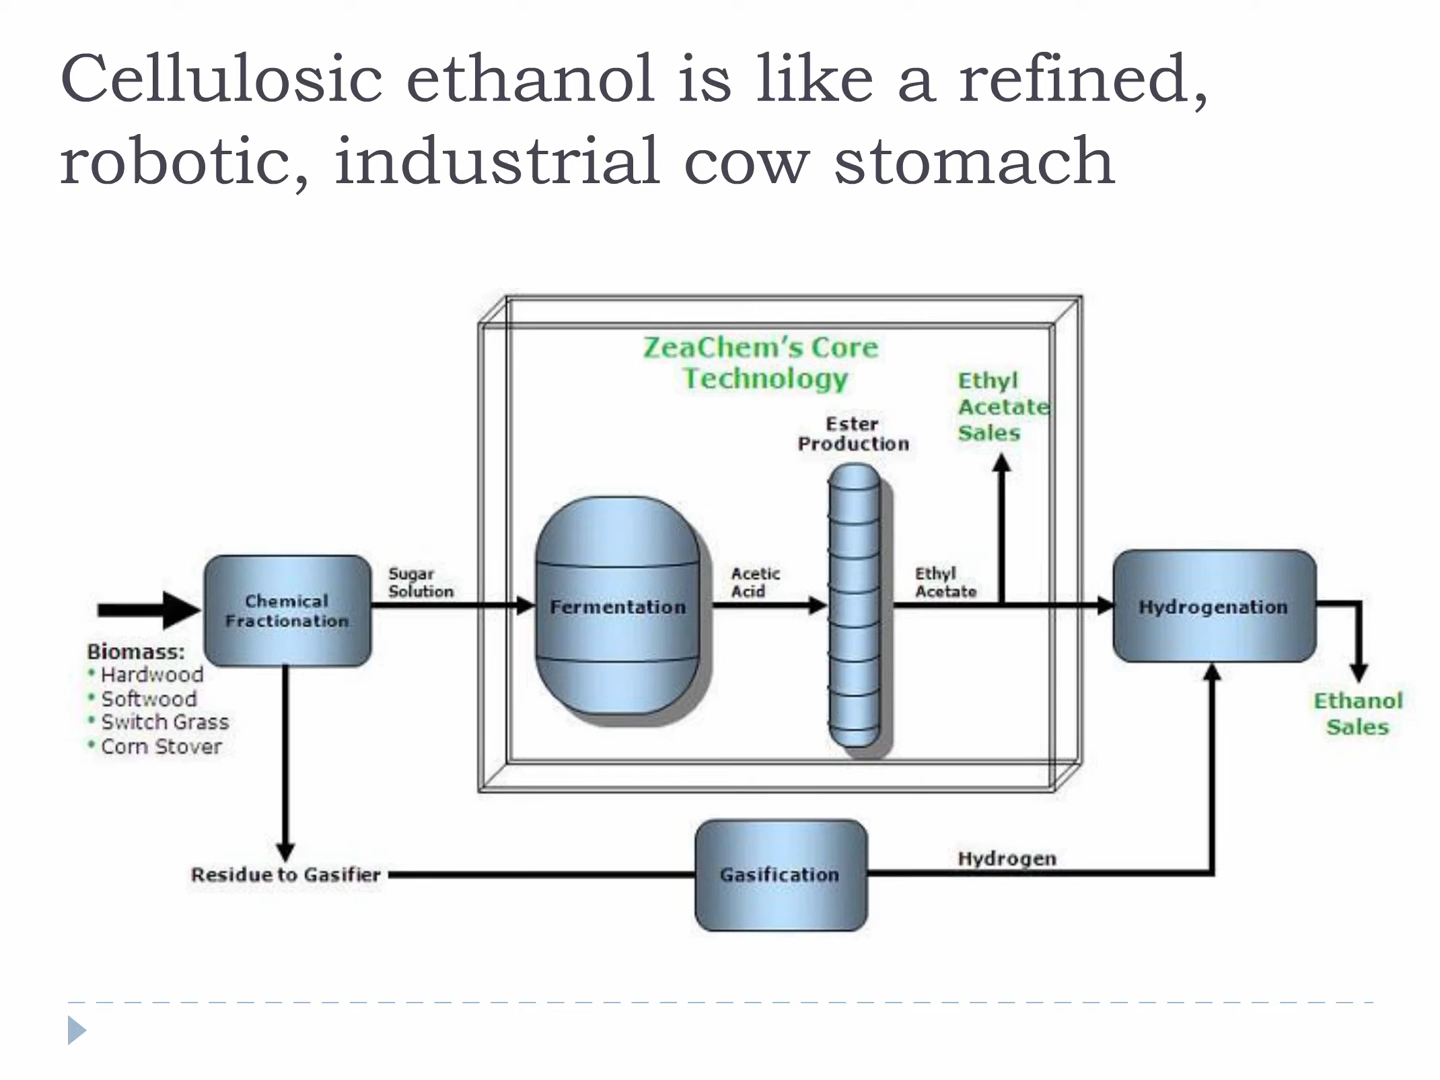 Cellulosic ethanol is like a refined,
robotic, industrial cow stomach
ZeaChem's Core
Technology
Ethyl
Acetate
Sales
Ester
Production
Chemical
Fractionation
Sugar
Solution
Fermentation
Acetic
Acid
Ethyl
Acetate
Hydrogenation
Biomass:
• Hardwood
• Softwood
• Switch Grass
• Corn Stover
Ethanol
Sales
Residue to Gasifier
Gasification
Hydrogen